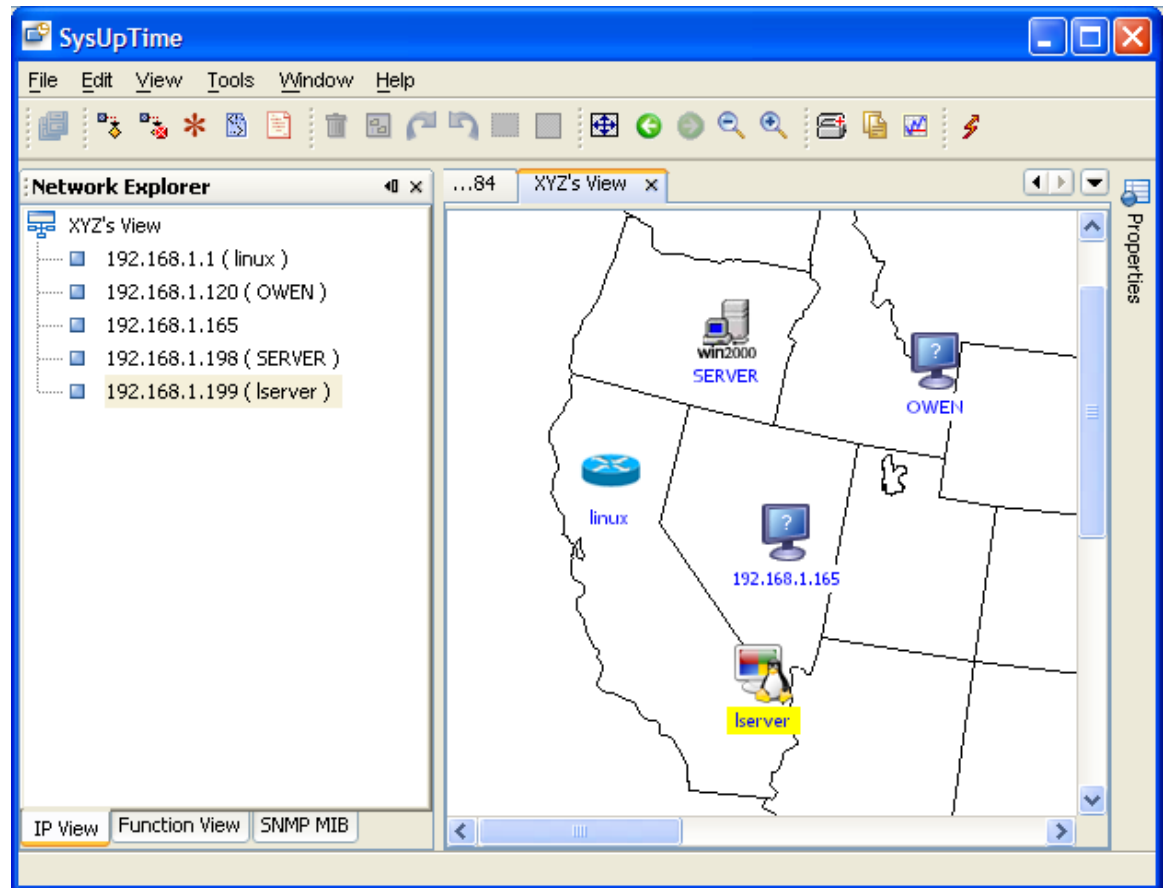 SysUpTime
File Edit View Tools Window Help
Network Explorer
...84 XYZ's View
XYZ's View
192.168.1.1 ( linux )
192.168.1.120 ( OWEN )
192.168.1.165
192.168.1.198 ( SERVER )
192.168.1.199 ( lserver )
win2000
SERVER
?
OWEN
linux
?
192.168.1.165
lserver
Properties
IP View Function View SNMP MIB